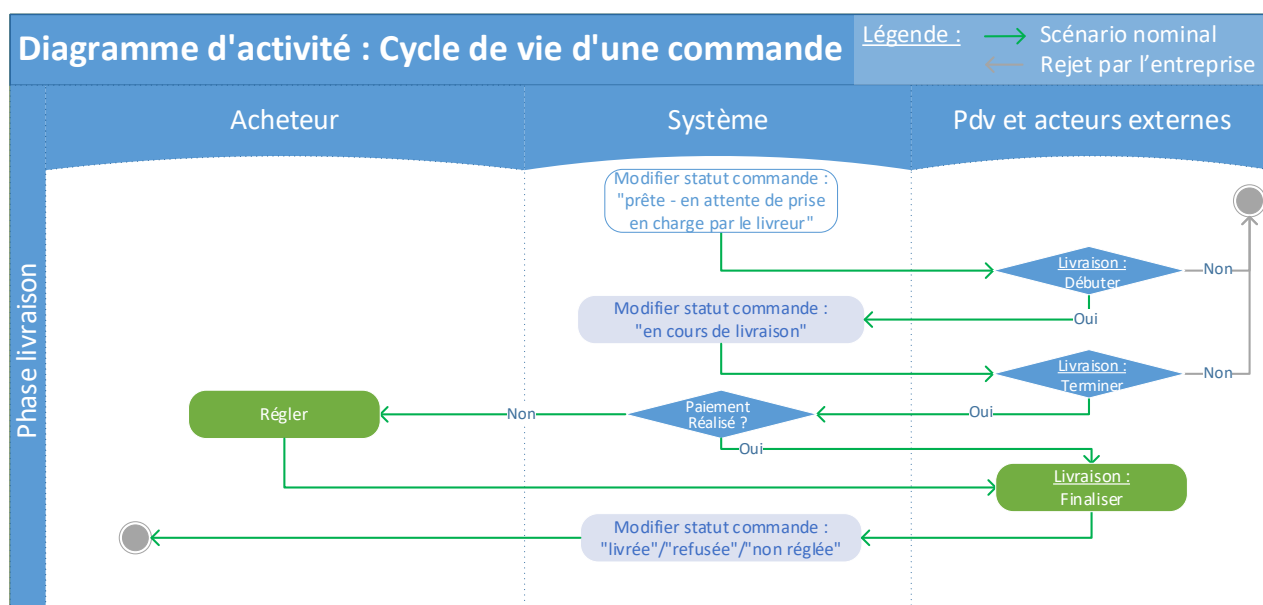 Diagramme d'activité : Cycle de vie d'une commande
Légende :
Scénario nominal
Rejet par l'entreprise
Acheteur
Système
Pdv et acteurs externes
Phase livraison
Modifier statut commande :
"prête - en attente de prise
en charge par le livreur"
Livraison :
Débuter
Non
Modifier statut commande :
"en cours de livraison"
Oui
Livraison :
Terminer
Non
Régler
Non
Paiement
Réalisé ?
Oui
Oui
Livraison :
Finaliser
Modifier statut commande :
"livrée"/"refusée"/"non réglée"